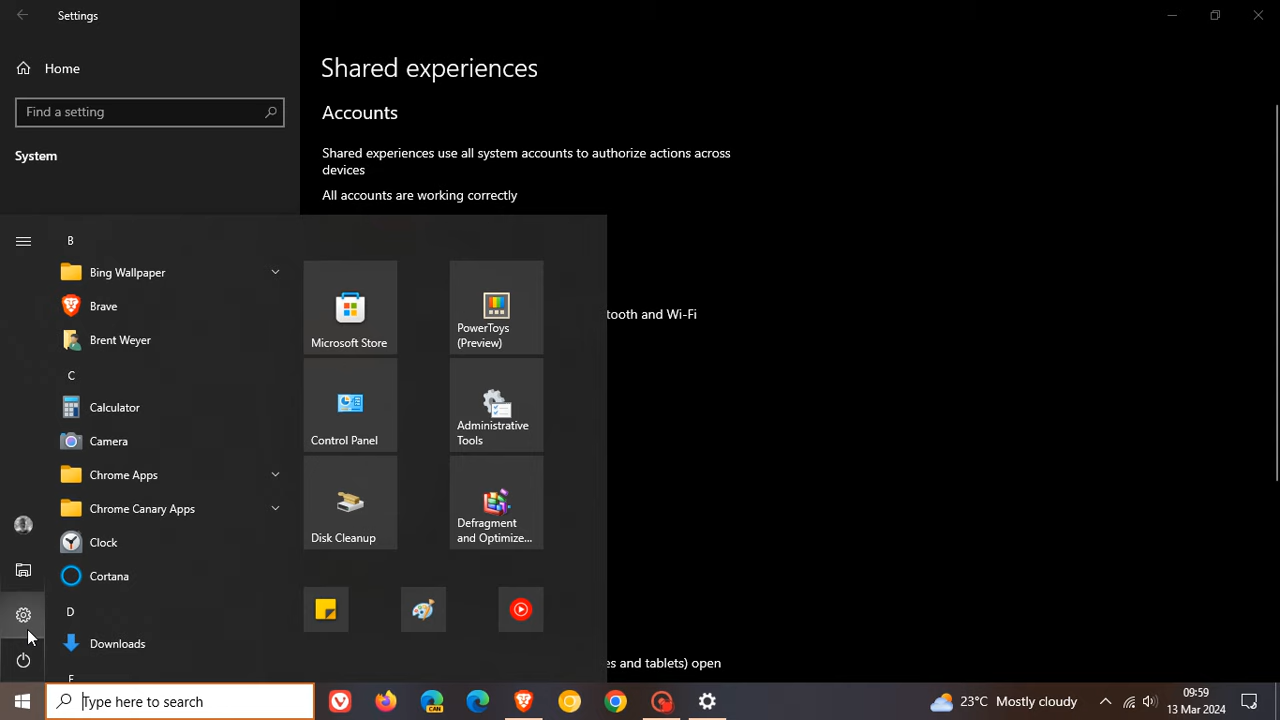 Settings
Home
Find a setting
System
Shared experiences
Accounts
Shared experiences use all system accounts to authorize actions across
devices
All accounts are working correctly
tooth and Wi-Fi
es and tablets) open
B
Bing Wallpaper
Brave
Brent Weyer
C
Calculator
Camera
Chrome Apps
Chrome Canary Apps
Clock
Cortana
D
Downloads
Microsoft Store
PowerToys
(Preview)
Control Panel
Administrative
Tools
Disk Cleanup
Defragment
and Optimize...
Type here to search
CAN
23°C Mostly cloudy
09:59
13 Mar 2024